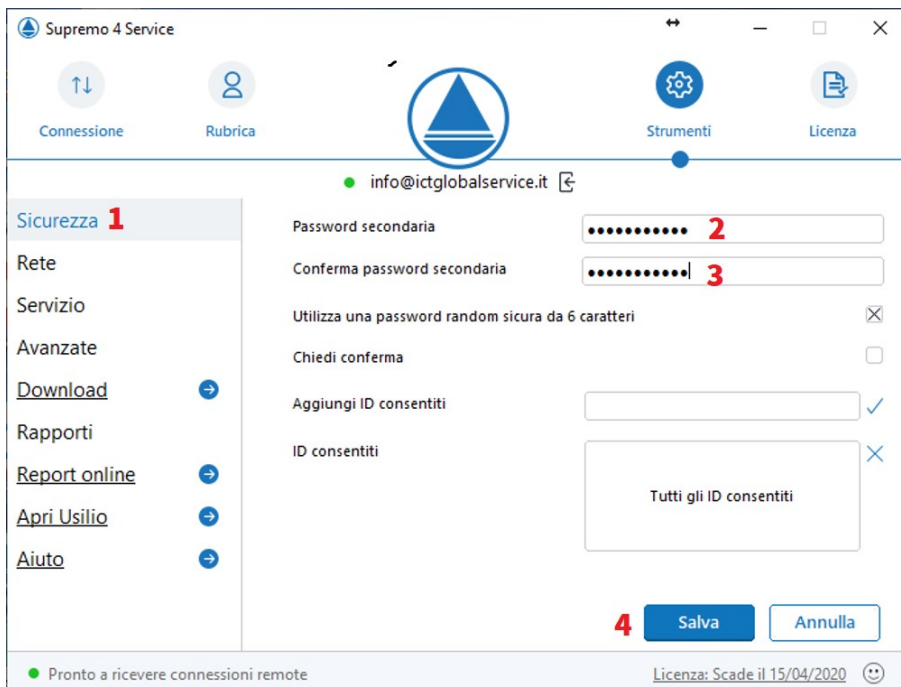 Supremo 4 Service
Connessione
Rubrica
Strumenti
Licenza
info@ictglobalservice.it
Sicurezza 1
Rete
Servizio
Avanzate
Download
Rapporti
Report online
Apri Usilio
Aiuto
Password secondaria
••••••••••• 2
Conferma password secondaria
••••••••••• 3
Utilizza una password random sicura da 6 caratteri
Chiedi conferma
Aggiungi ID consentiti
ID consentiti
Tutti gli ID consentiti
4 Salva Annulla
Pronto a ricevere connessioni remote
Licenza: Scade il 15/04/2020